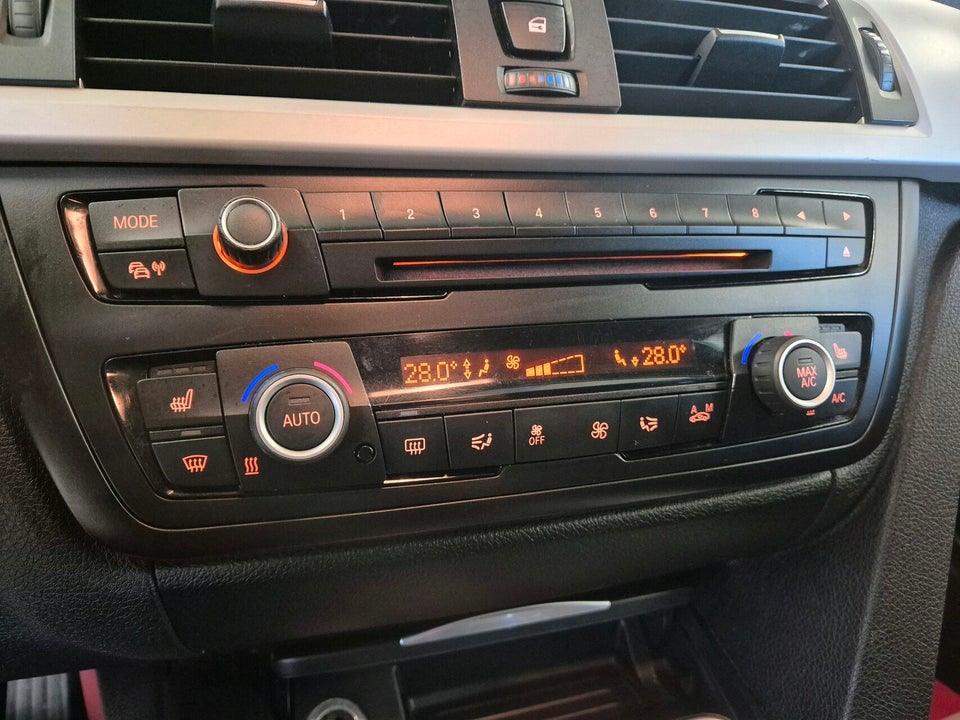 MODE
1 2 3 4 5 6 7 8
28.0° 28.0°
AUTO
MAX
A/C
OFF
A M
A/C